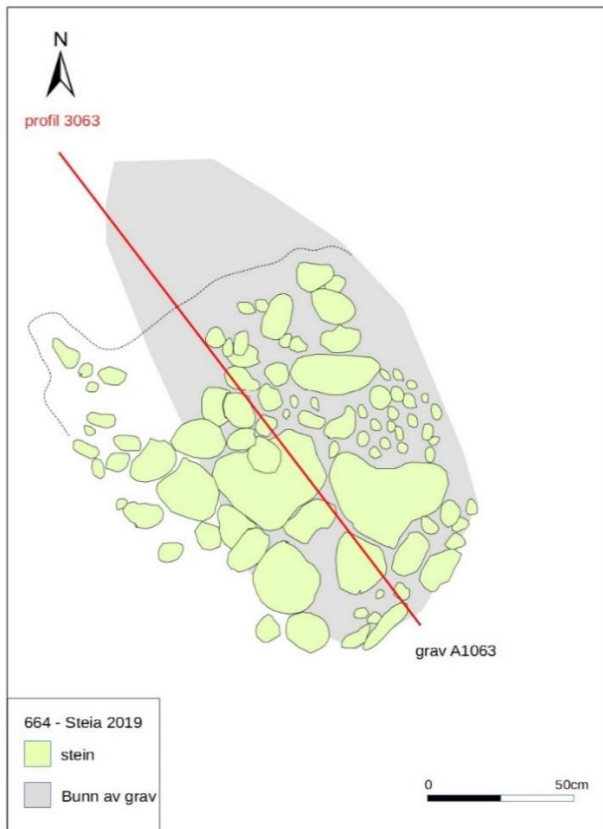 N
profil 3063
grav A1063
664 - Steia 2019
stein
Bunn av grav
0 50cm